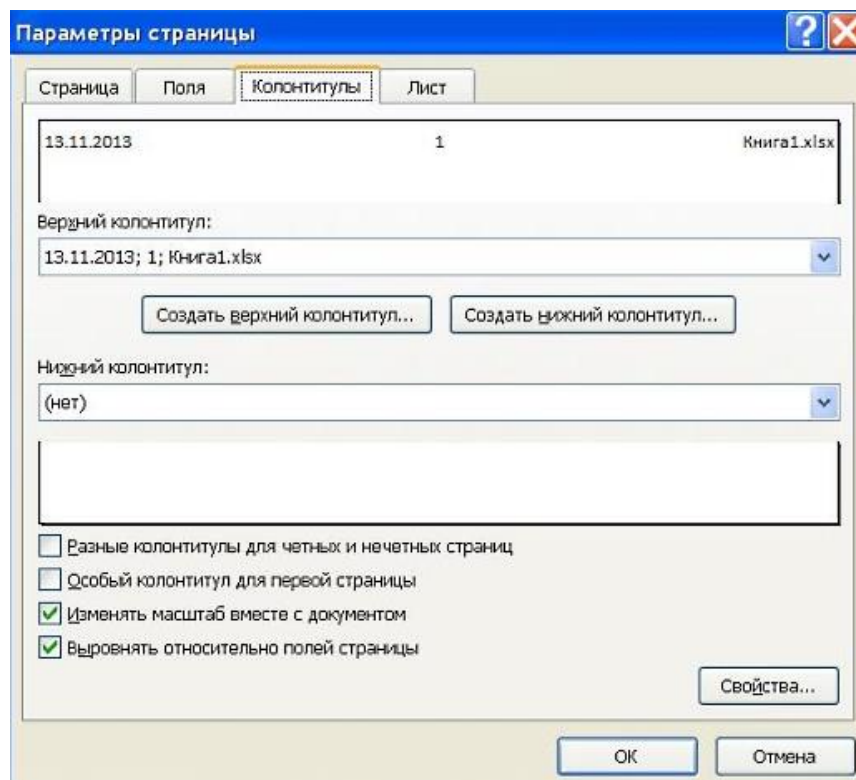 Параметры страницы
Страница Поля Колонтитулы Лист
13.11.2013 1 Книга1.xlsx
Верхний колонтитул:
13.11.2013; 1; Книга1.xlsx
Создать верхний колонтитул... Создать нижний колонтитул...
Нижний колонтитул:
(нет)
Разные колонтитулы для четных и нечетных страниц
Особый колонтитул для первой страницы
Изменять масштаб вместе с документом
Выровнять относительно полей страницы
Свойства...
ОК Отмена